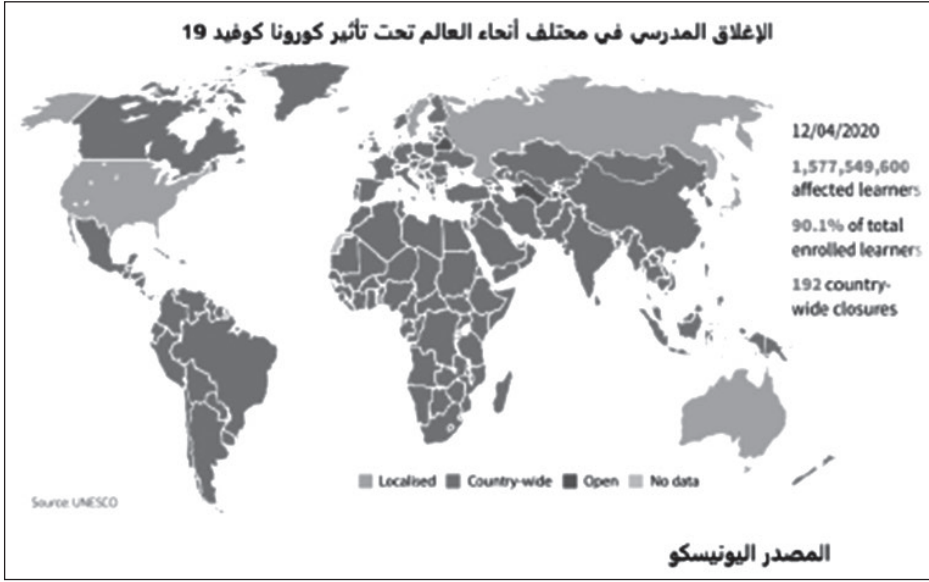 الإغلاق المدرسي في مختلف أنحاء العالم تحت تأثير كورونا كوفيد 19
12/04/2020
1,577,549,600
affected learners
90.1% of total
enrolled learners
192 country-
wide closures
Localised Country-wide Open No data
Source: UNESCO
المصدر اليونيسكو